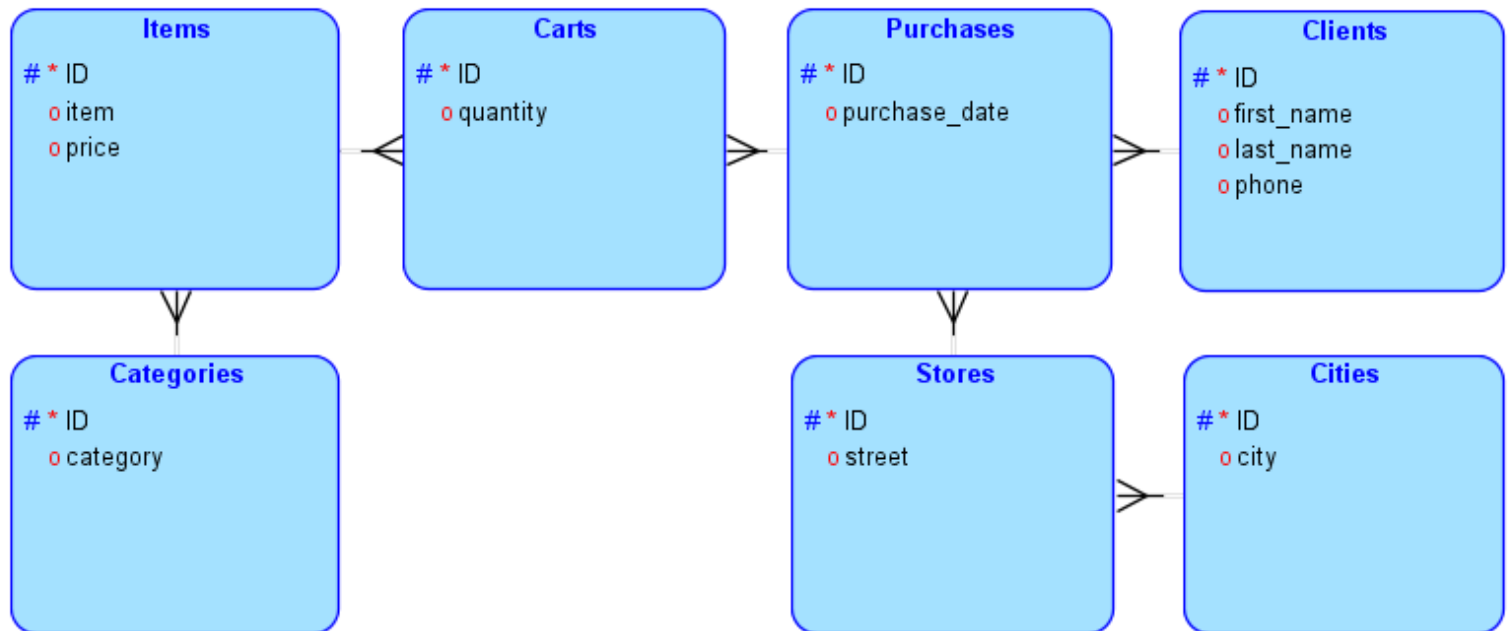 Items
# * ID
o item
o price
Carts
# * ID
o quantity
Purchases
# * ID
o purchase_date
Clients
# * ID
o first_name
o last_name
o phone
Categories
# * ID
o category
Stores
# * ID
o street
Cities
# * ID
o city